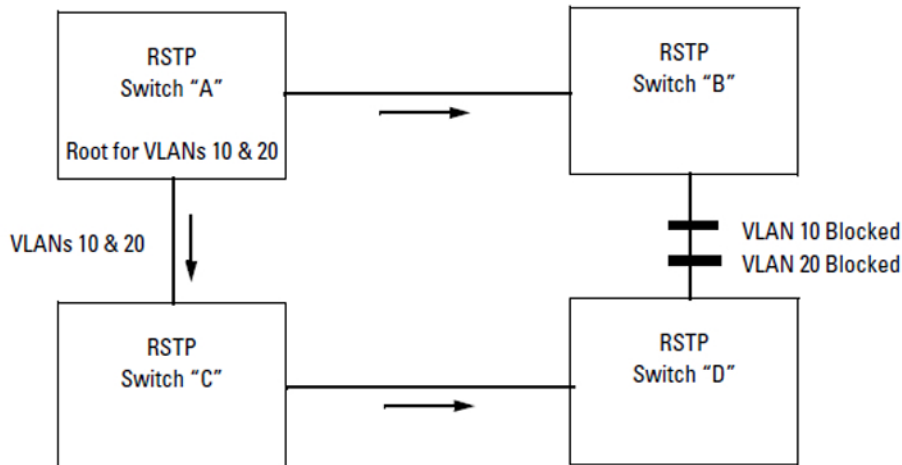 RSTP
Switch “A”
Root for VLANs 10 & 20
RSTP
Switch “B”
VLANs 10 & 20
VLAN 10 Blocked
VLAN 20 Blocked
RSTP
Switch “C”
RSTP
Switch “D”